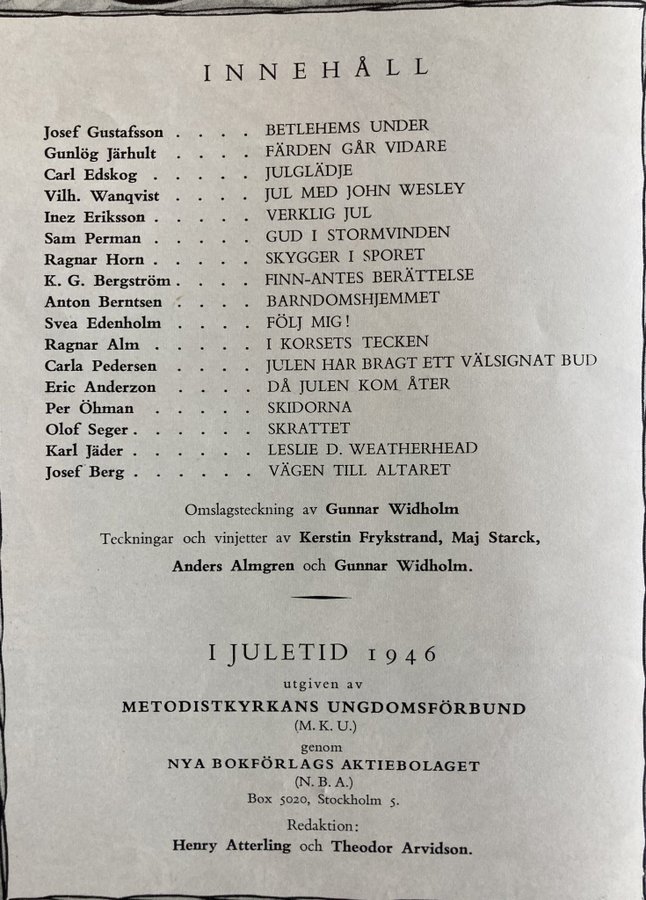 INNEHÅLL
Josef Gustafsson . . . . BETLEHEMS UNDER
Gunlög Järhult . . . . FÄRDEN GÅR VIDARE
Carl Edskog . . . . . JULGLÄDJE
Vilh. Wanqvist . . . . JUL MED JOHN WESLEY
Inez Eriksson . . . . . VERKLIG JUL
Sam Perman . . . . . GUD I STORMVINDEN
Ragnar Horn . . . . . SKYGGER I SPORET
K. G. Bergström . . . . FINN-ANTES BERÄTTELSE
Anton Berntsen . . . . BARNDOMSHJEMMET
Svea Edenholm . . . . FÖLJ MIG!
Ragnar Alm . . . . . I KORSETS TECKEN
Carla Pedersen . . . . JULEN HAR BRAGT ETT VÄLSIGNAT BUD
Eric Anderzon . . . . DÅ JULEN KOM ÅTER
Per Öhman . . . . . SKIDORNA
Olof Seger . . . . . . SKRATTET
Karl Jäder . . . . . . LESLIE D. WEATHERHEAD
Josef Berg . . . . . . VÄGEN TILL ALTARET
Omslagsteckning av Gunnar Widholm
Teckningar och vinjetter av Kerstin Frykstrand, Maj Starck,
Anders Almgren och Gunnar Widholm.
I JULETID 1946
utgiven av
METODISTKYRKANS UNGDOMSFÖRBUND
(M. K. U.)
genom
NYA BOKFÖRLAGS AKTIEBOLAGET
(N. B. A.)
Box 5020, Stockholm 5.
Redaktion:
Henry Atterling och Theodor Arvidson.